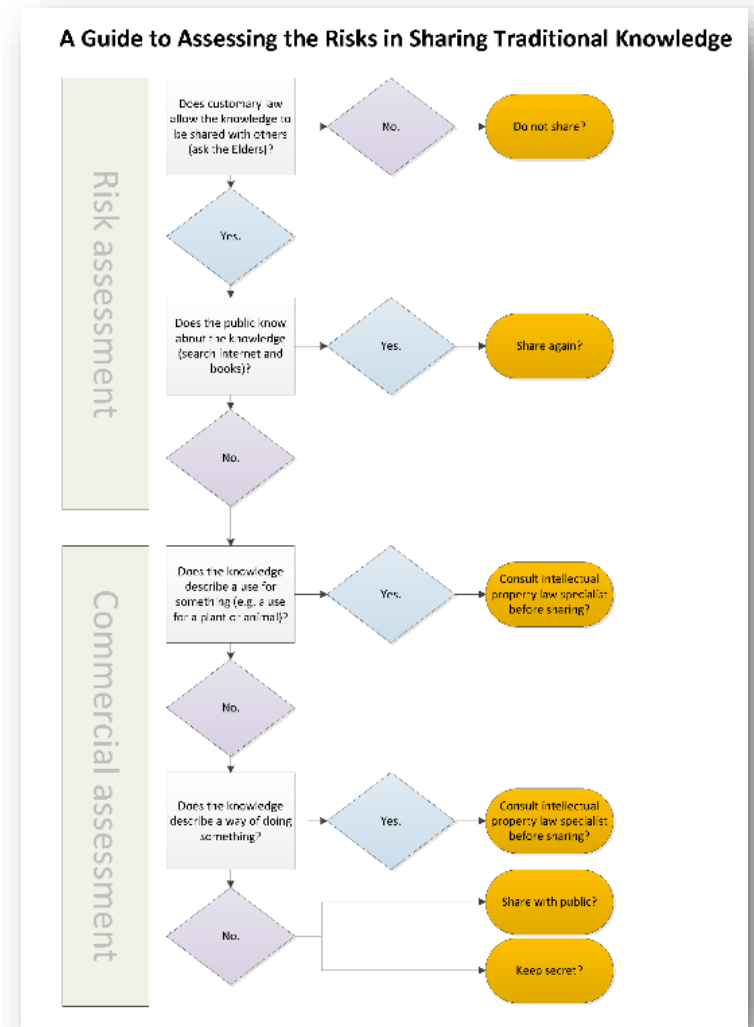 A Guide to Assessing the Risks in Sharing Traditional Knowledge
Risk assessment
Does customary law
allow the knowledge to
be shared with others
(ask the Elders)?
No.
Do not share?
Yes.
Does the public know
about the knowledge
(search internet and
books)?
Yes.
Share again?
No.
Commercial assessment
Does the knowledge
describe a use for
something (e.g. a use
for a plant or animal)?
Yes.
Consult intellectual
property law specialist
before sharing?
No.
Does the knowledge
describe a way of doing
something?
Yes.
Consult intellectual
property law specialist
before sharing?
No.
Share with public?
Keep secret?